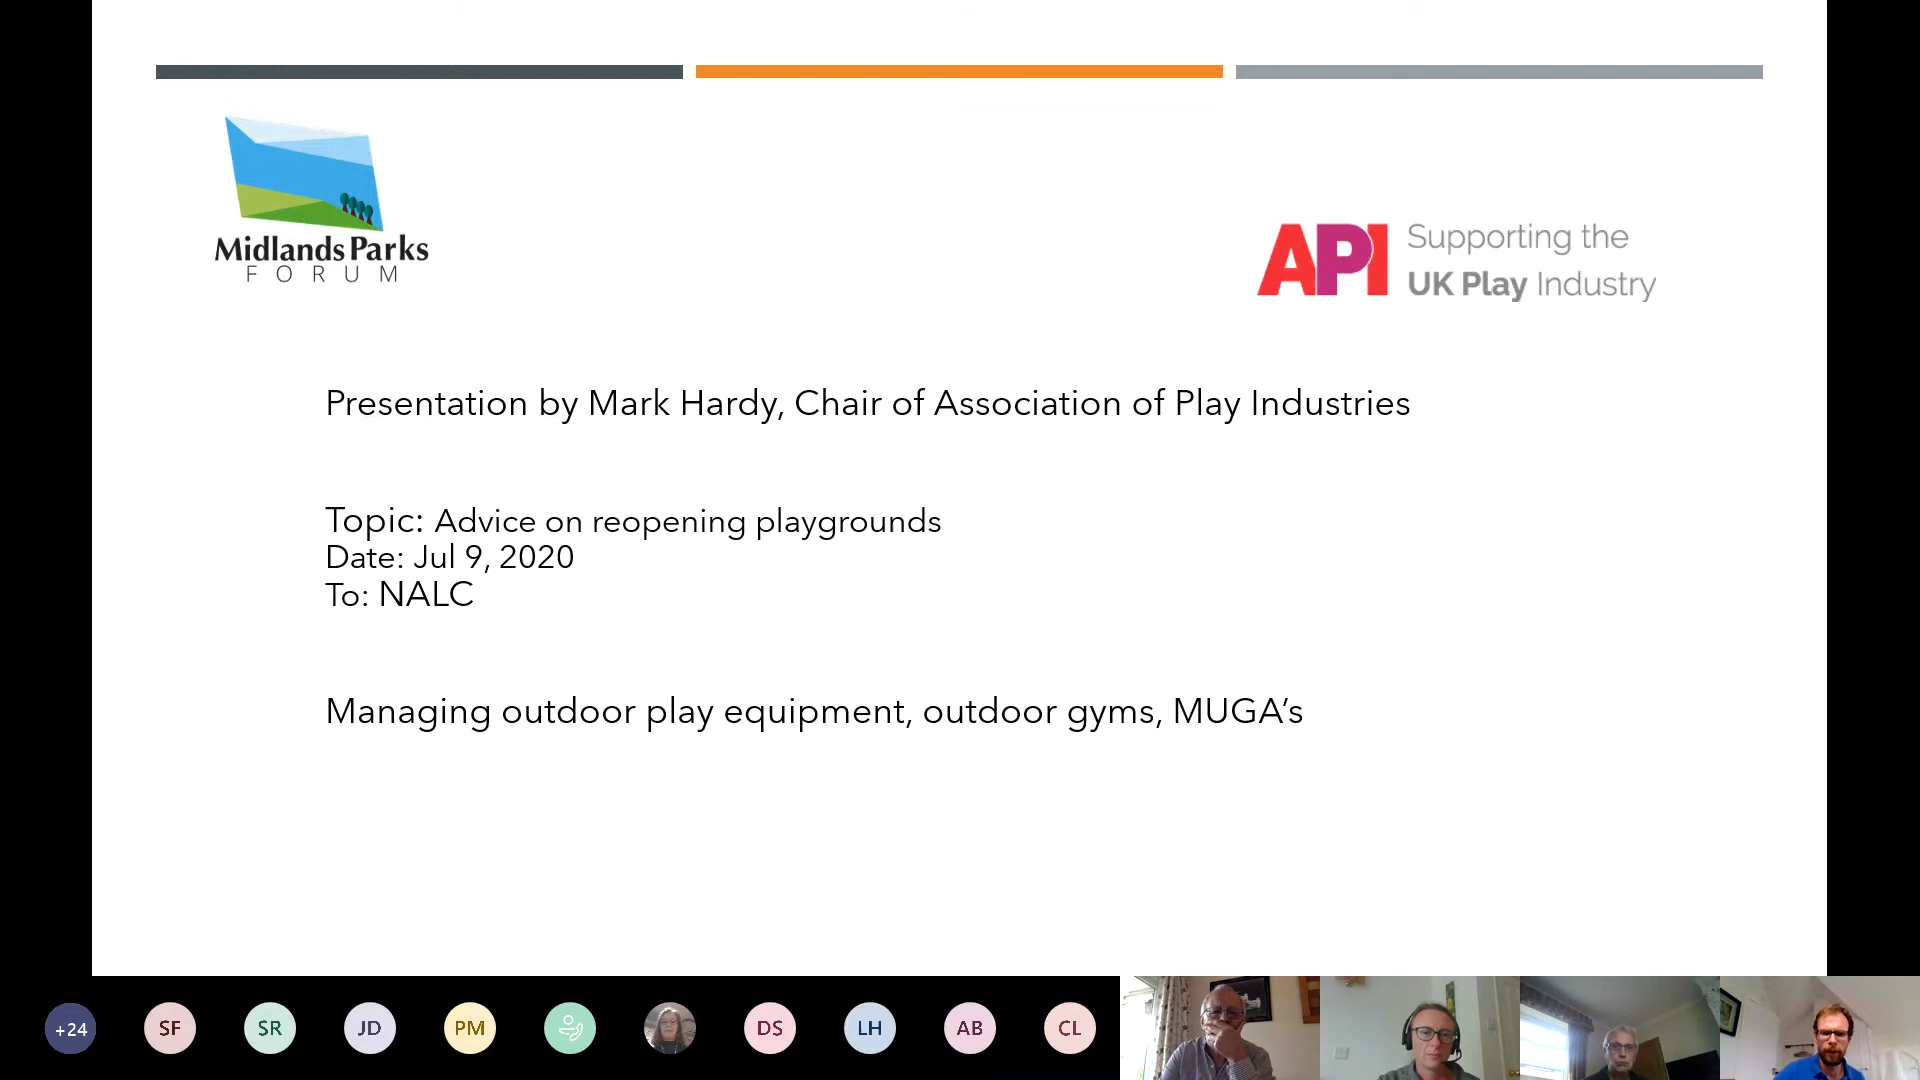 Midlands Parks
FORUM
API Supporting the
UK Play Industry
Presentation by Mark Hardy, Chair of Association of Play Industries
Topic: Advice on reopening playgrounds
Date: Jul 9, 2020
To: NALC
Managing outdoor play equipment, outdoor gyms, MUGA’s
+24 SF SR JD PM DS LH AB CL